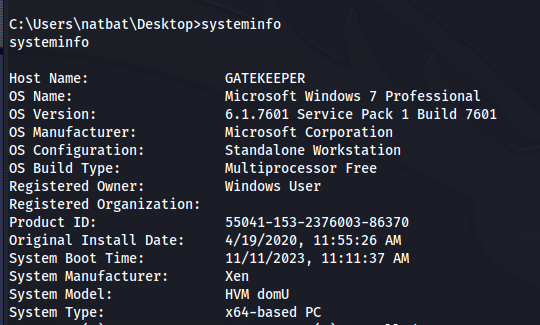 C:\Users\natbat\Desktop>systeminfo
systeminfo
Host Name: GATEKEEPER
OS Name: Microsoft Windows 7 Professional
OS Version: 6.1.7601 Service Pack 1 Build 7601
OS Manufacturer: Microsoft Corporation
OS Configuration: Standalone Workstation
OS Build Type: Multiprocessor Free
Registered Owner: Windows User
Registered Organization:
Product ID: 55041-153-2376003-86370
Original Install Date: 4/19/2020, 11:55:26 AM
System Boot Time: 11/11/2023, 11:11:37 AM
System Manufacturer: Xen
System Model: HVM domU
System Type: x64-based PC